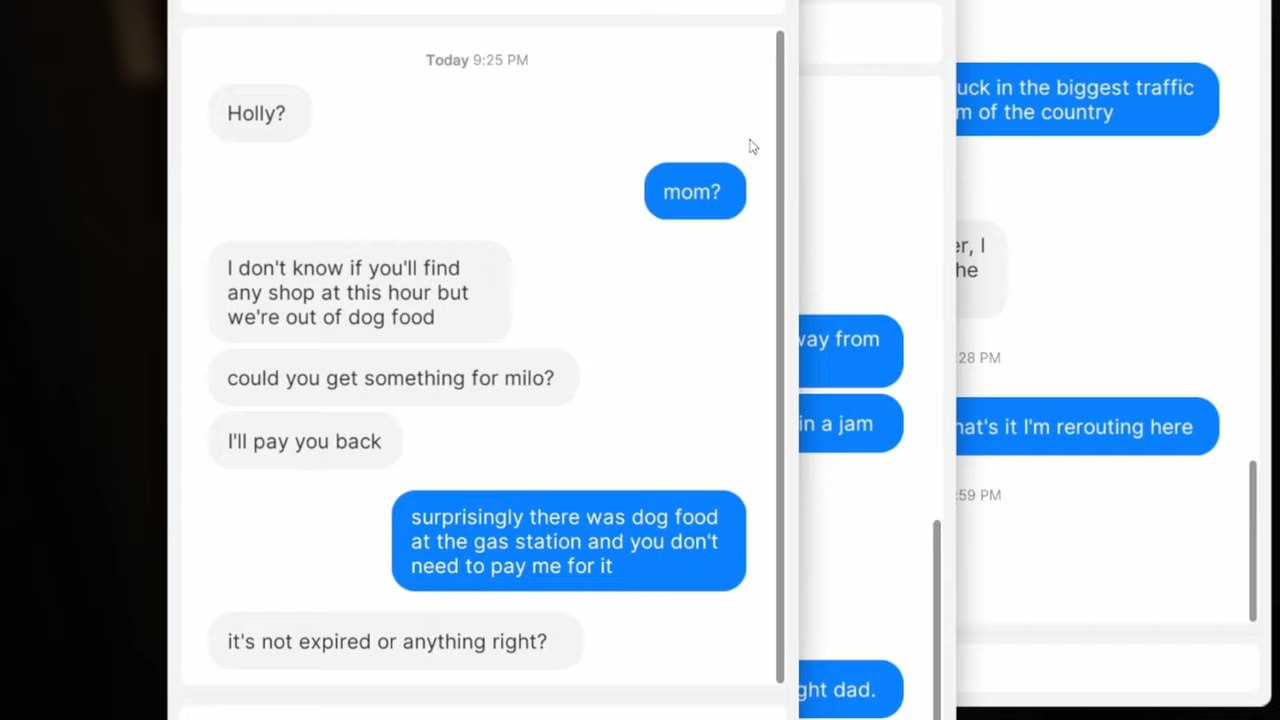 Today 9:25 PM
Holly?
mom?
I don't know if you'll find
any shop at this hour but
we're out of dog food
could you get something for milo?
I'll pay you back
surprisingly there was dog food
at the gas station and you don't
need to pay me for it
it's not expired or anything right?
from
in a jam
dad.
in the biggest traffic
of the country
I
28 PM
it I'm rerouting here
59 PM